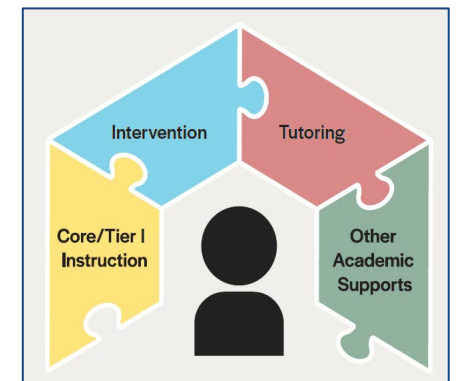 Intervention
Tutoring
Core/Tier I
Instruction
Other
Academic
Supports